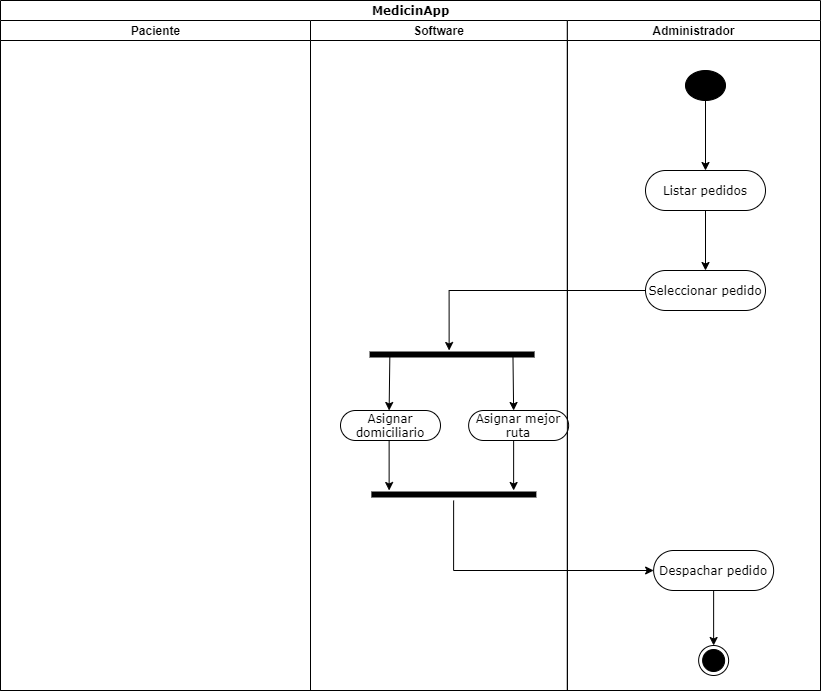 MedicinApp
Paciente
Software
Administrador
Listar pedidos
Seleccionar pedido
Asignar
domiciliario
Asignar mejor
ruta
Despachar pedido